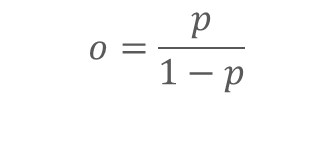 o = p / (1 − p)